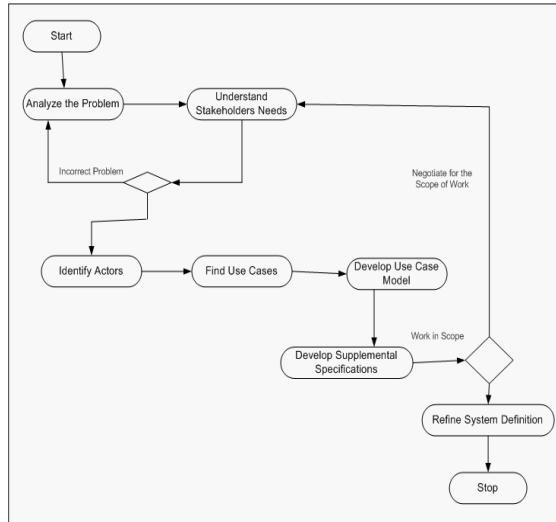 Start
Analyze the Problem
Understand
Stakeholders Needs
Incorrect Problem
Negotiate for the
Scope of Work
Identify Actors
Find Use Cases
Develop Use Case
Model
Work in Scope
Develop Supplemental
Specifications
Refine System Definition
Stop